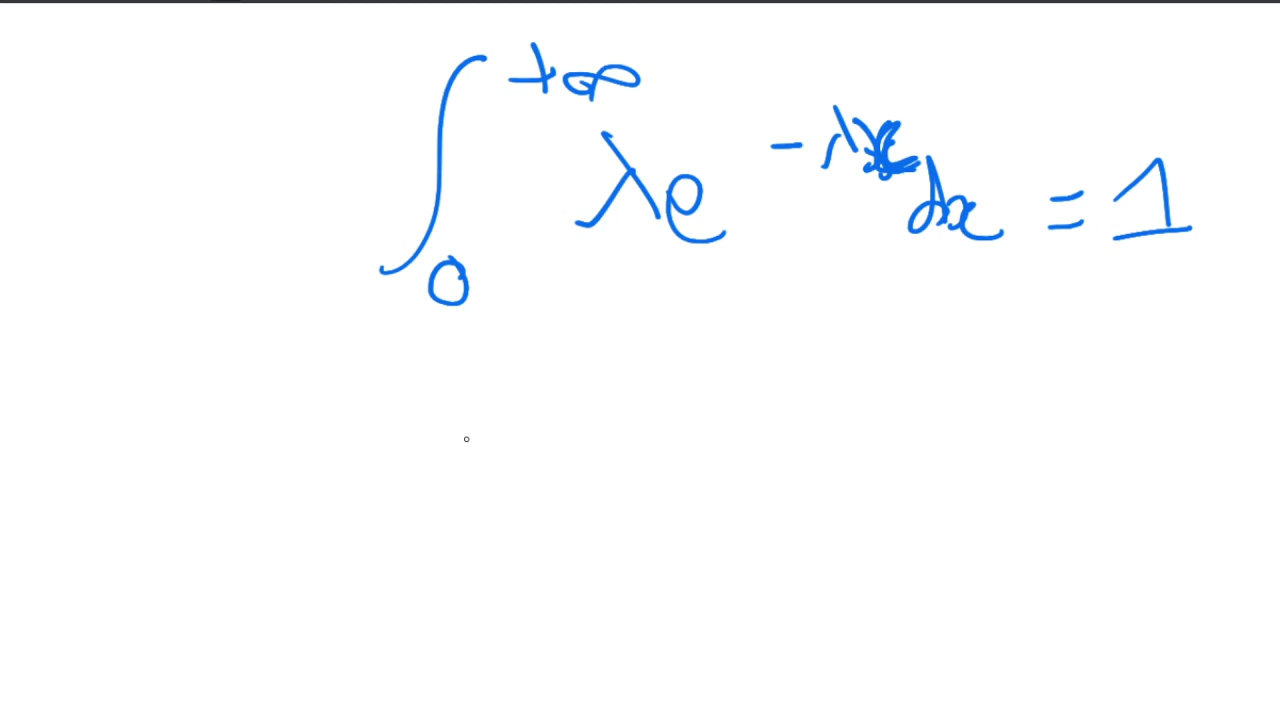 ∫₀^{+∞} λe^{-λx} dx = 1